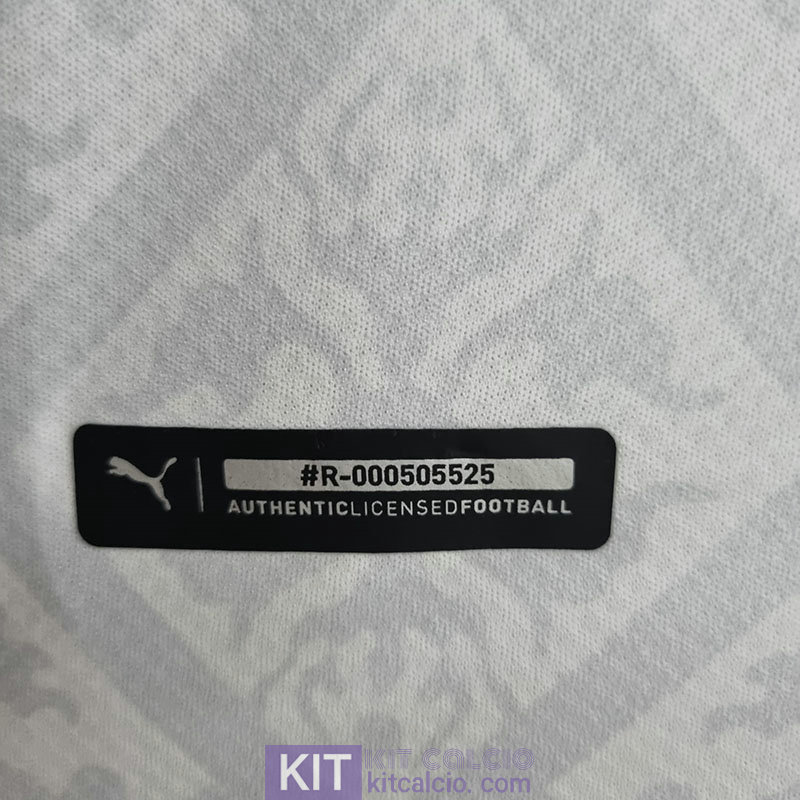 #R-000505525
AUTHENTICLICENSEDFOOTBALL
KIT KIT CALCIO
kitcalcio. com